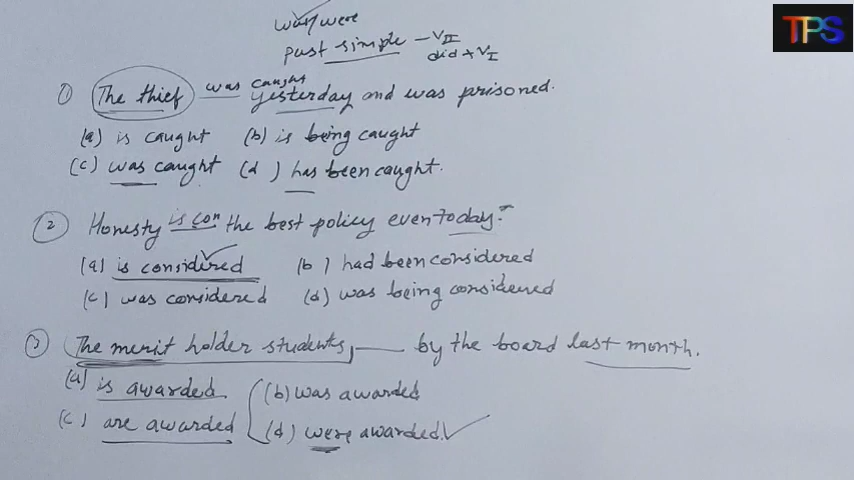 TPS
was/were
past simple - VII
did + VI
1) The thief was caught yesterday and was prisoned.
(a) is caught (b) is being caught
(c) was caught (d) has been caught.
2 Honesty is con the best policy even today.
(a) is considered (b) had been considered
(c) was considered (d) was being considered
3 The merit holder students, ___ by the board last month.
(a) is awarded (b) was awarded
(c) are awarded (d) were awarded.